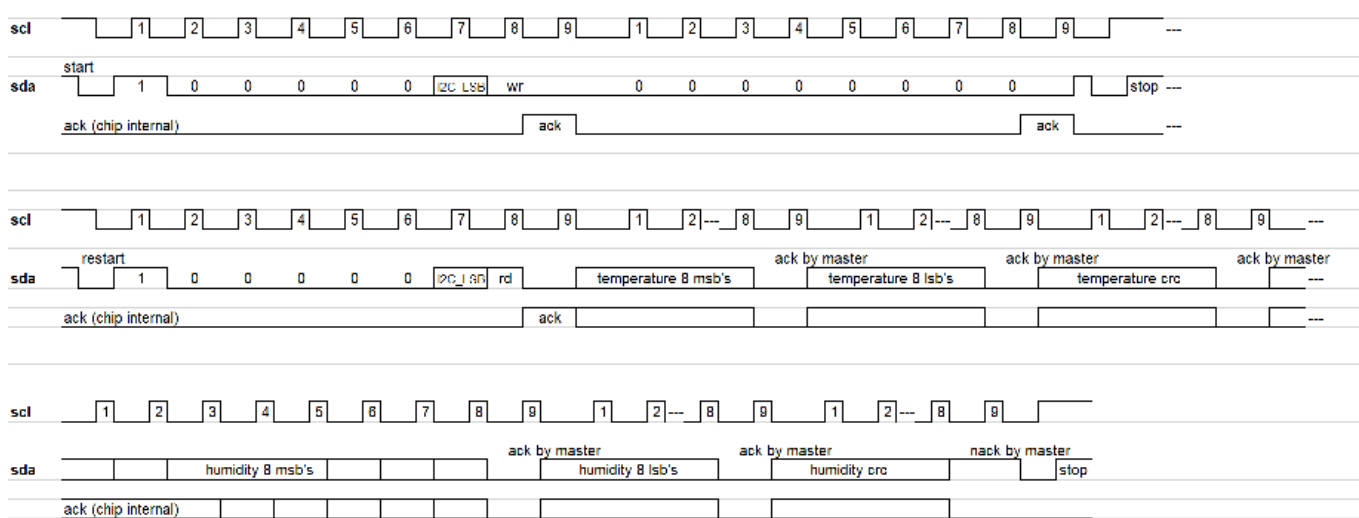 scl 1 2 3 4 5 6 7 8 9 1 2 3 4 5 6 7 8 9 ---
start
sda 1 0 0 0 0 0 I2C_LSB wr 0 0 0 0 0 0 0 0 stop ---
ack (chip internal) ack ack ---
scl 1 2 3 4 5 6 7 8 9 1 2 --- 8 9 1 2 --- 8 9 1 2 --- 8 9 ---
restart ack by master ack by master ack by master
sda 1 0 0 0 0 0 I2C_LSB rd temperature 8 msb's temperature 8 lsb's temperature crc ---
ack (chip internal) ack ---
scl 1 2 3 4 5 6 7 8 9 1 2 --- 8 9 1 2 --- 8 9
ack by master ack by master nack by master
sda humidity 8 msb's humidity 8 lsb's humidity crc stop
ack (chip internal)